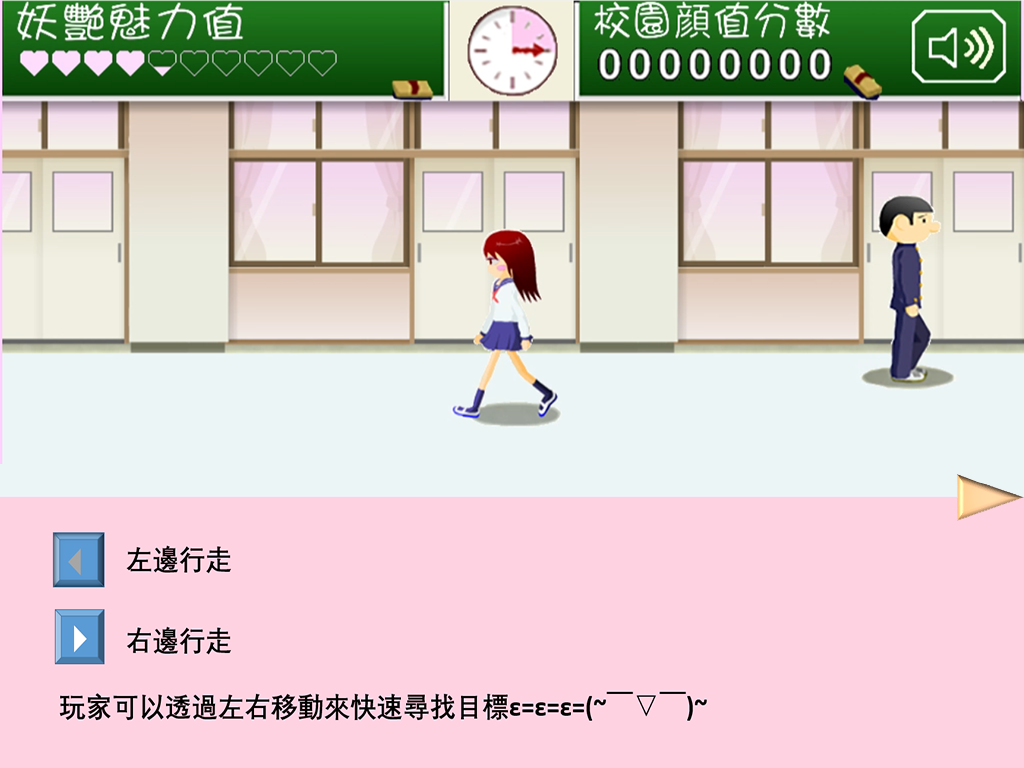 妖艷魅力值
校園顔值分數
00000000
左邊行走
右邊行走
玩家可以透過左右移動來快速尋找目標ε=ε=ε=(~￣▽￣)~